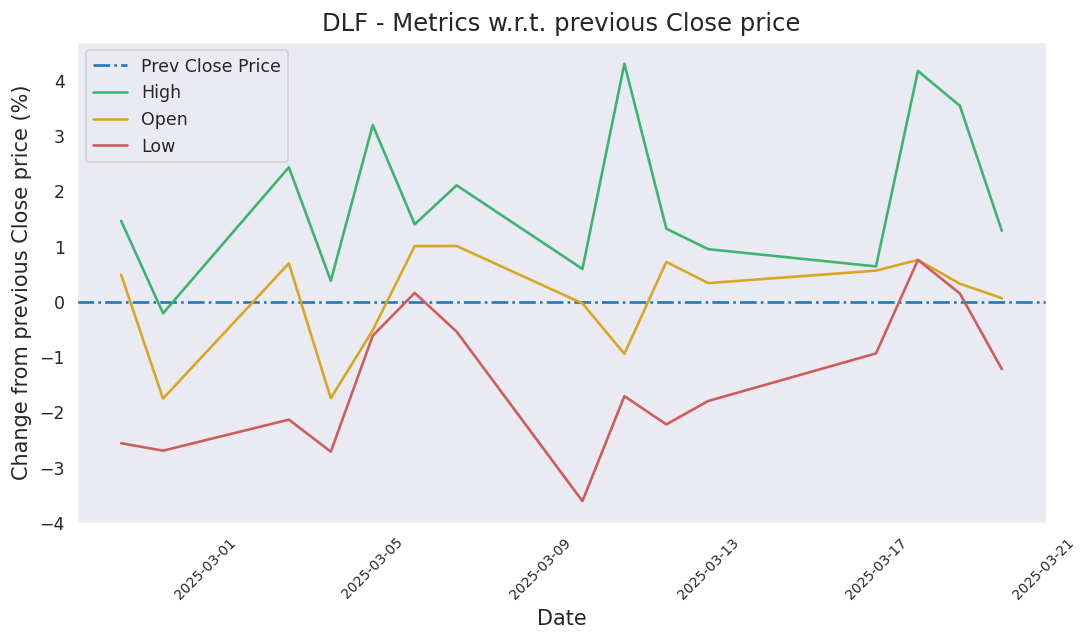 DLF - Metrics w.r.t. previous Close price
Prev Close Price
High
Open
Low
Change from previous Close price (%)
4
3
2
1
0
−1
−2
−3
−4
2025-03-01
2025-03-05
2025-03-09
2025-03-13
2025-03-17
2025-03-21
Date